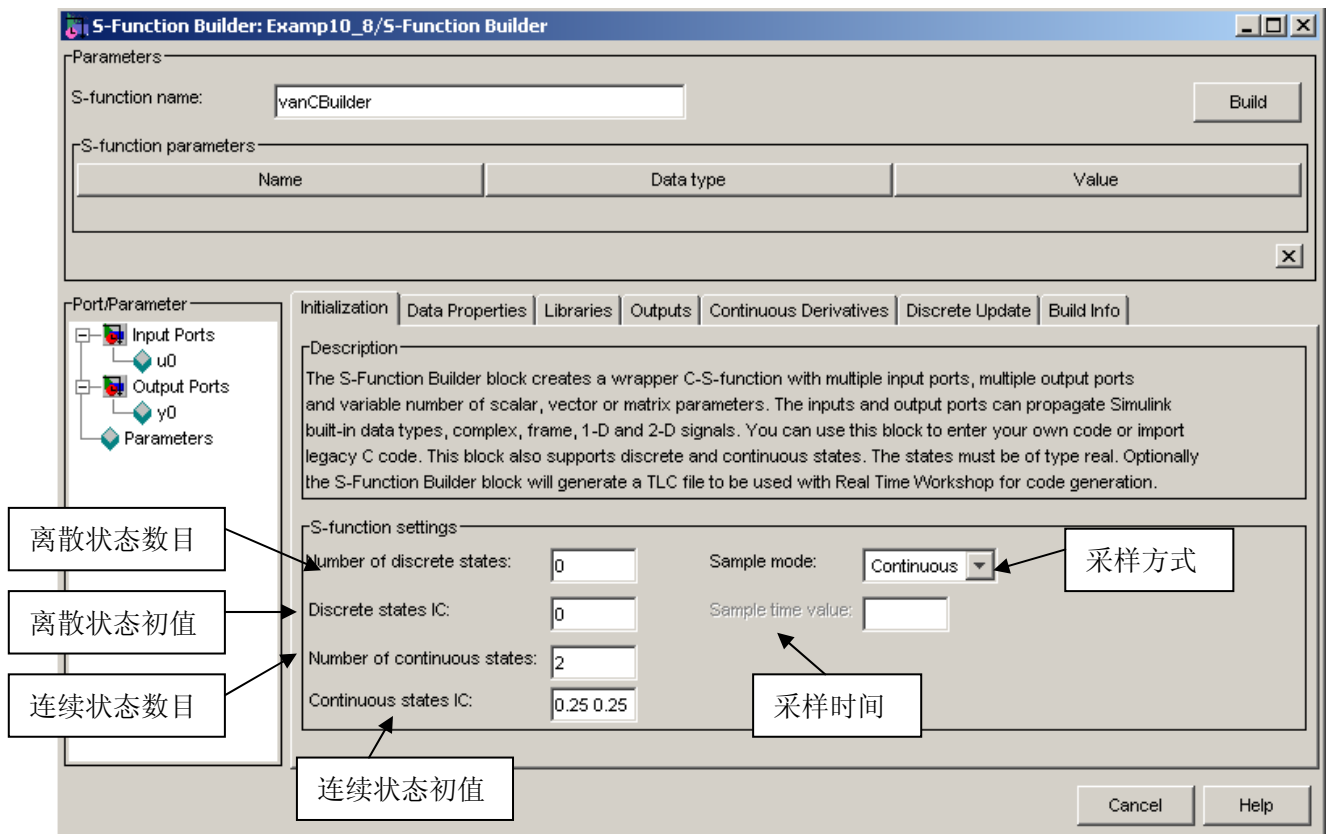 S-Function Builder: Examp10_8/S-Function Builder
Parameters
S-function name:
vanCBuilder
Build
S-function parameters
Name
Data type
Value
Port/Parameter
Input Ports
u0
Output Ports
y0
Parameters
Initialization
Data Properties
Libraries
Outputs
Continuous Derivatives
Discrete Update
Build Info
Description
The S-Function Builder block creates a wrapper C-S-function with multiple input ports, multiple output ports
and variable number of scalar, vector or matrix parameters. The inputs and output ports can propagate Simulink
built-in data types, complex, frame, 1-D and 2-D signals. You can use this block to enter your own code or import
legacy C code. This block also supports discrete and continuous states. The states must be of type real. Optionally
the S-Function Builder block will generate a TLC file to be used with Real Time Workshop for code generation.
S-function settings
离散状态数目
Number of discrete states:
0
Sample mode:
Continuous
采样方式
离散状态初值
Discrete states IC:
0
Sample time value:
连续状态数目
Number of continuous states:
2
Continuous states IC:
0.25 0.25
采样时间
连续状态初值
Cancel
Help